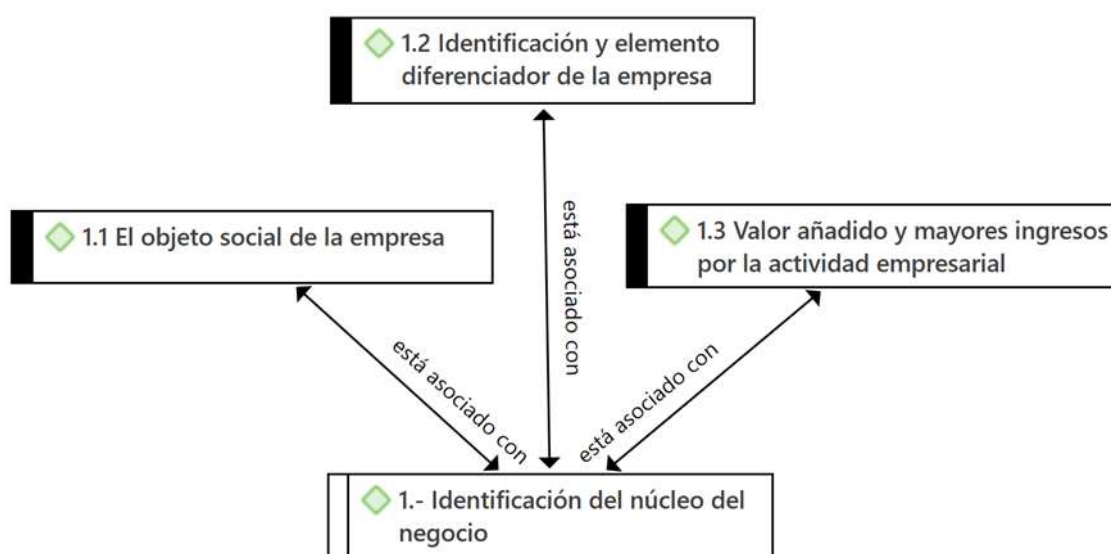 1.2 Identificación y elemento
diferenciador de la empresa
1.1 El objeto social de la empresa
1.3 Valor añadido y mayores ingresos
por la actividad empresarial
está asociado con
está asociado con
está asociado con
1.- Identificación del núcleo del
negocio